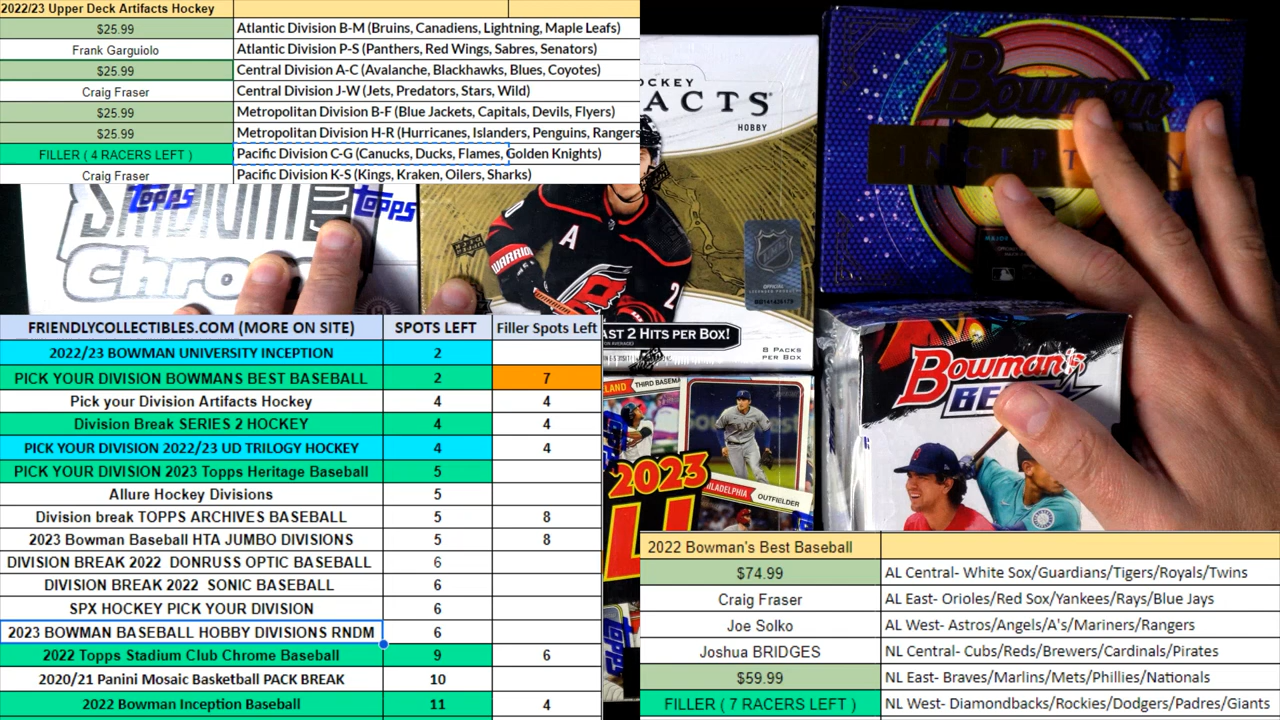 2022/23 Upper Deck Artifacts Hockey
$25.99 Atlantic Division B-M (Bruins, Canadiens, Lightning, Maple Leafs)
Frank Garguiolo Atlantic Division P-S (Panthers, Red Wings, Sabres, Senators)
$25.99 Central Division A-C (Avalanche, Blackhawks, Blues, Coyotes)
Craig Fraser Central Division J-W (Jets, Predators, Stars, Wild)
$25.99 Metropolitan Division B-F (Blue Jackets, Capitals, Devils, Flyers)
$25.99 Metropolitan Division H-R (Hurricanes, Islanders, Penguins, Rangers
FILLER ( 4 RACERS LEFT ) Pacific Division C-G (Canucks, Ducks, Flames, Golden Knights)
Craig Fraser Pacific Division K-S (Kings, Kraken, Oilers, Sharks)
Topps
Topps
STADIUM
Chro
OCKEY
ACTS
HOBBY
A
WARRIOR
2
NHL
AST 2 HITS PER BOX!
8 PACKS
PER BOX
Bowman
INCEPTION
Bowman's
BES
LAND THIRD BASEMA
2023
ILADELPHIA OUTFIELDER
FRIENDLYCOLLECTIBLES.COM (MORE ON SITE) SPOTS LEFT Filler Spots Left
2022/23 BOWMAN UNIVERSITY INCEPTION 2
PICK YOUR DIVISION BOWMANS BEST BASEBALL 2 7
Pick your Division Artifacts Hockey 4 4
Division Break SERIES 2 HOCKEY 4 4
PICK YOUR DIVISION 2022/23 UD TRILOGY HOCKEY 4 4
PICK YOUR DIVISION 2023 Topps Heritage Baseball 5
Allure Hockey Divisions 5
Division break TOPPS ARCHIVES BASEBALL 5 8
2023 Bowman Baseball HTA JUMBO DIVISIONS 5 8
DIVISION BREAK 2022 DONRUSS OPTIC BASEBALL 6
DIVISION BREAK 2022 SONIC BASEBALL 6
SPX HOCKEY PICK YOUR DIVISION 6
2023 BOWMAN BASEBALL HOBBY DIVISIONS RNDM 6
2022 Topps Stadium Club Chrome Baseball 9 6
2020/21 Panini Mosaic Basketball PACK BREAK 10
2022 Bowman Inception Baseball 11 4
2022 Bowman's Best Baseball
$74.99 AL Central- White Sox/Guardians/Tigers/Royals/Twins
Craig Fraser AL East- Orioles/Red Sox/Yankees/Rays/Blue Jays
Joe Solko AL West- Astros/Angels/A's/Mariners/Rangers
Joshua BRIDGES NL Central- Cubs/Reds/Brewers/Cardinals/Pirates
$59.99 NL East- Braves/Marlins/Mets/Phillies/Nationals
FILLER ( 7 RACERS LEFT ) NL West- Diamondbacks/Rockies/Dodgers/Padres/Giants